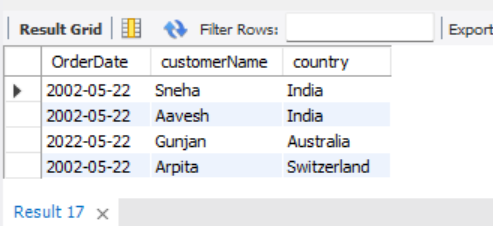 Result Grid Filter Rows: Export
OrderDate customerName country
2002-05-22 Sneha India
2002-05-22 Aavesh India
2022-05-22 Gunjan Australia
2002-05-22 Arpita Switzerland
Result 17 ×